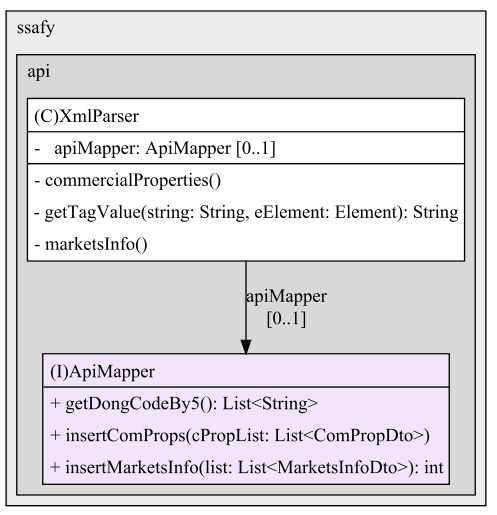 ssafy
api
(C)XmlParser
- apiMapper: ApiMapper [0..1]
- commercialProperties()
- getTagValue(string: String, eElement: Element): String
- marketsInfo()
apiMapper
[0..1]
(I)ApiMapper
+ getDongCodeBy5(): List<String>
+ insertComProps(cPropList: List<ComPropDto>)
+ insertMarketsInfo(list: List<MarketsInfoDto>): int